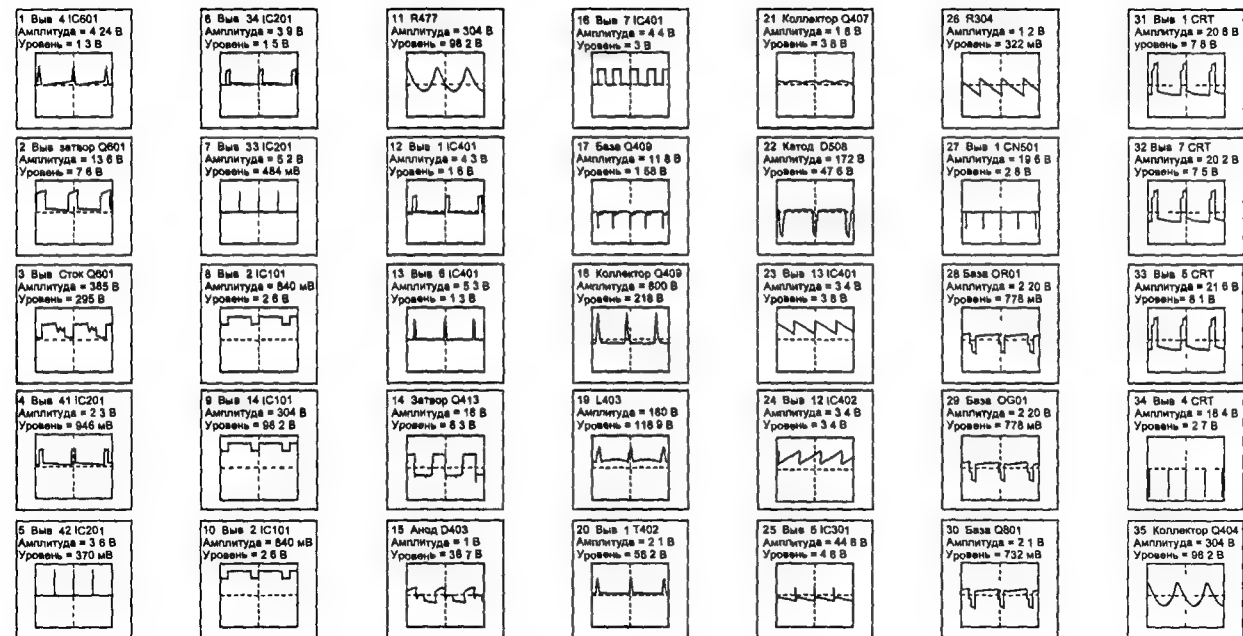 1 Выв 4 IC601
Амплитуда = 4 24 В
Уровень = 1 3 В
2 Выв затвор Q601
Амплитуда = 13 6 В
Уровень = 7 6 В
3 Выв Сток Q601
Амплитуда = 385 В
Уровень = 295 В
4 Выв 41 IC201
Амплитуда = 2 3 В
Уровень = 946 мВ
5 Выв 42 IC201
Амплитуда = 3 6 В
Уровень = 370 мВ
6 Выв 34 IC201
Амплитуда = 3 9 В
Уровень = 1 5 В
7 Выв 33 IC201
Амплитуда = 5 2 В
Уровень = 484 мВ
8 Выв 2 IC101
Амплитуда = 840 мВ
Уровень = 2 6 В
9 Выв 14 IC101
Амплитуда = 304 В
Уровень = 98 2 В
10 Выв 2 IC101
Амплитуда = 840 мВ
Уровень = 2 6 В
11 R477
Амплитуда = 304 В
Уровень = 98 2 В
12 Выв 1 IC401
Амплитуда = 4 3 В
Уровень = 1 6 В
13 Выв 6 IC401
Амплитуда = 5 3 В
Уровень = 1 3 В
14 Затвор Q413
Амплитуда = 16 В
Уровень = 8 3 В
15 Анод D403
Амплитуда = 1 В
Уровень = 36 7 В
16 Выв 7 IC401
Амплитуда = 4 4 В
Уровень = 3 В
17 База Q409
Амплитуда = 11 8 В
Уровень = 1 58 В
18 Коллектор Q409
Амплитуда = 800 В
Уровень = 218 В
19 L403
Амплитуда = 180 В
Уровень = 118 9 В
20 Выв 1 T402
Амплитуда = 2 1 В
Уровень = 58 2 В
21 Коллектор Q407
Амплитуда = 1 8 В
Уровень = 3 8 В
22 Катод D508
Амплитуда = 172 В
Уровень = 47 6 В
23 Выв 13 IC401
Амплитуда = 3 4 В
Уровень = 3 8 В
24 Выв 12 IC402
Амплитуда = 3 4 В
Уровень = 3 4 В
25 Выв 5 IC301
Амплитуда = 44 6 В
Уровень = 4 6 В
26 R304
Амплитуда = 1 2 В
Уровень = 322 мВ
27 Выв 1 CN501
Амплитуда = 19 6 В
Уровень = 2 8 В
28 База OR01
Амплитуда = 2 20 В
Уровень = 778 мВ
29 База OG01
Амплитуда = 2 20 В
Уровень = 778 мВ
30 База Q801
Амплитуда = 2 1 В
Уровень = 732 мВ
31 Выв 1 CRT
Амплитуда = 20 8 В
уровень = 7 8 В
32 Выв 7 CRT
Амплитуда = 20 2 В
Уровень = 7 5 В
33 Выв 5 CRT
Амплитуда = 21 6 В
Уровень = 8 1 В
34 Выв 4 CRT
Амплитуда = 18 4 В
Уровень = 2 7 В
35 Коллектор Q404
Амплитуда = 304 В
Уровень = 98 2 В